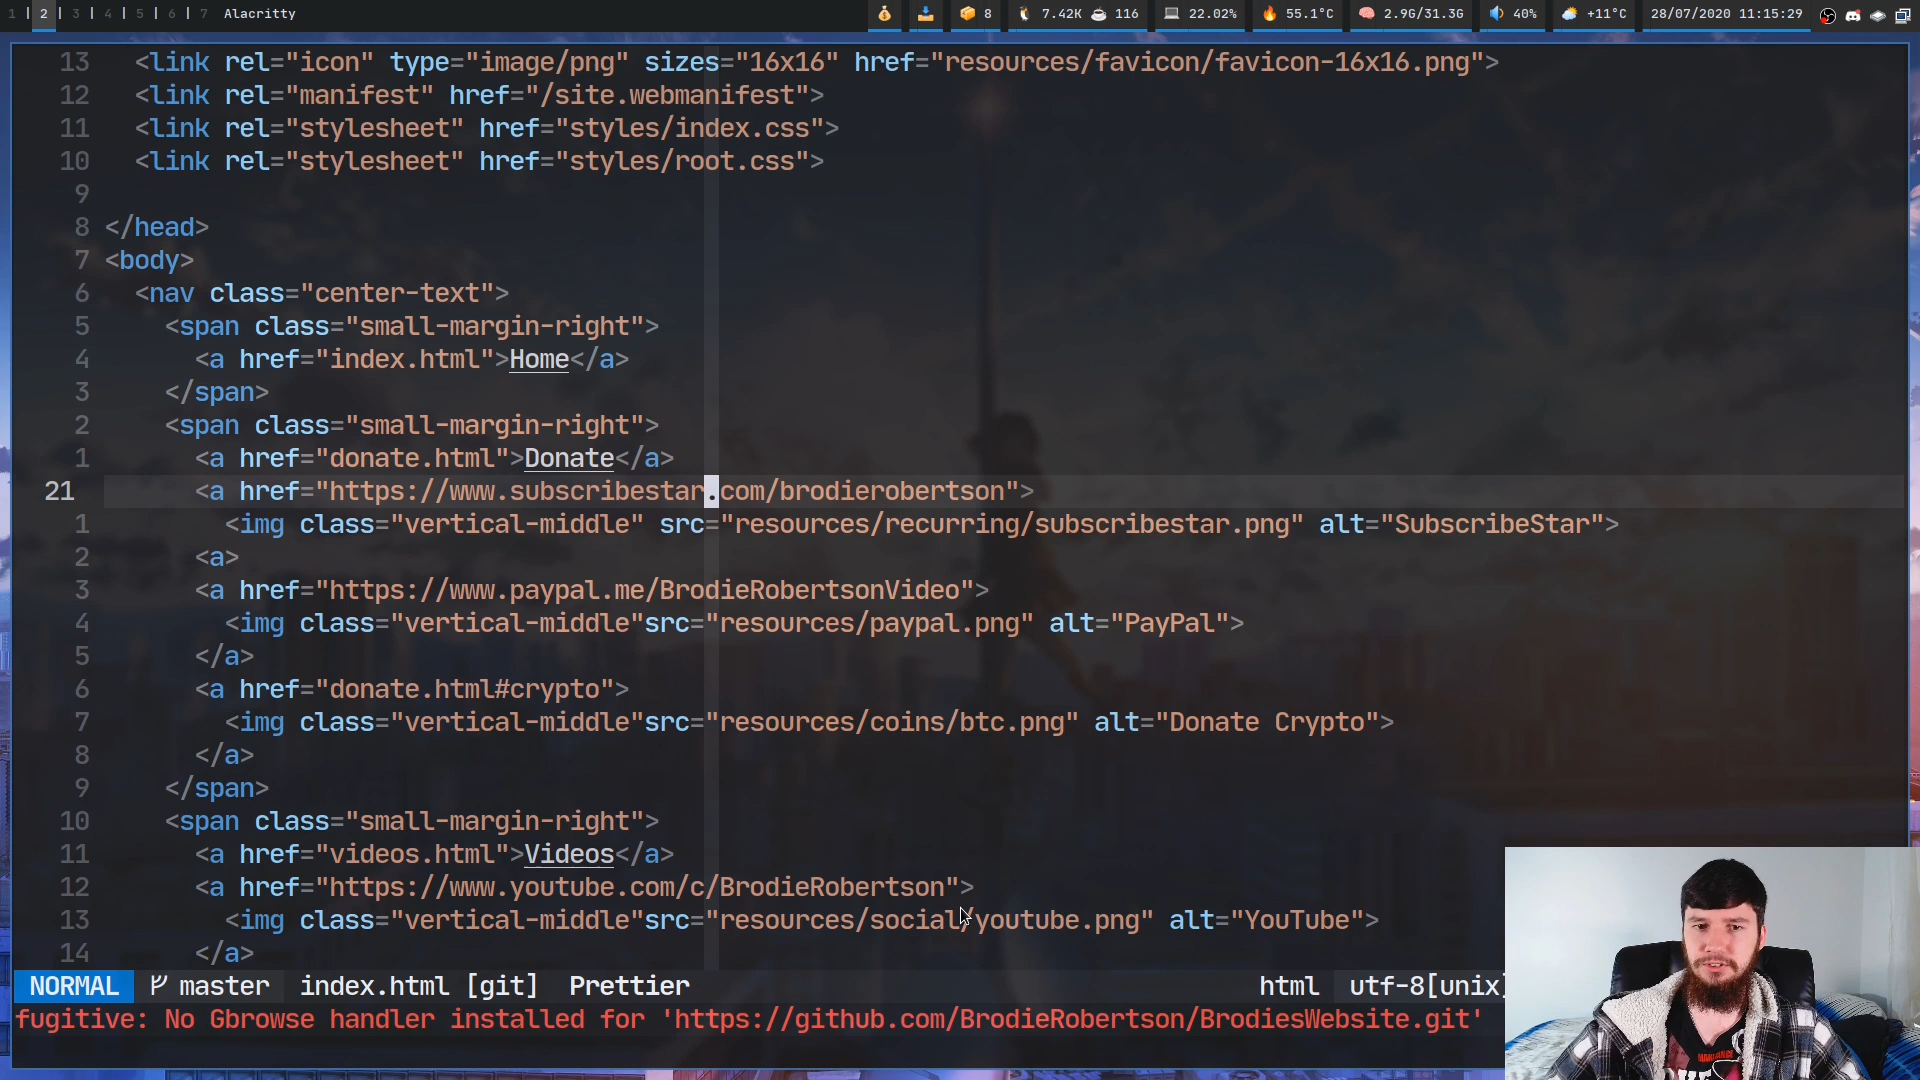 1 | 2 | 3 | 4 | 5 | 6 | 7 Alacritty 8 7.42K 116 22.02% 55.1°C 2.9G/31.3G 40% +11°C 28/07/2020 11:15:29
13 <link rel="icon" type="image/png" sizes="16x16" href="resources/favicon/favicon-16x16.png">
12 <link rel="manifest" href="/site.webmanifest">
11 <link rel="stylesheet" href="styles/index.css">
10 <link rel="stylesheet" href="styles/root.css">
9
8 </head>
7 <body>
6 <nav class="center-text">
5 <span class="small-margin-right">
4 <a href="index.html">Home</a>
3 </span>
2 <span class="small-margin-right">
1 <a href="donate.html">Donate</a>
21 <a href="https://www.subscribestar.com/brodierobertson">
1 <img class="vertical-middle" src="resources/recurring/subscribestar.png" alt="SubscribeStar">
2 <a>
3 <a href="https://www.paypal.me/BrodieRobertsonVideo">
4 <img class="vertical-middle"src="resources/paypal.png" alt="PayPal">
5 </a>
6 <a href="donate.html#crypto">
7 <img class="vertical-middle"src="resources/coins/btc.png" alt="Donate Crypto">
8 </a>
9 </span>
10 <span class="small-margin-right">
11 <a href="videos.html">Videos</a>
12 <a href="https://www.youtube.com/c/BrodieRobertson">
13 <img class="vertical-middle"src="resources/social/youtube.png" alt="YouTube">
14 </a>
NORMAL master index.html [git] Prettier html utf-8[unix]
fugitive: No Gbrowse handler installed for 'https://github.com/BrodieRobertson/BrodiesWebsite.git'